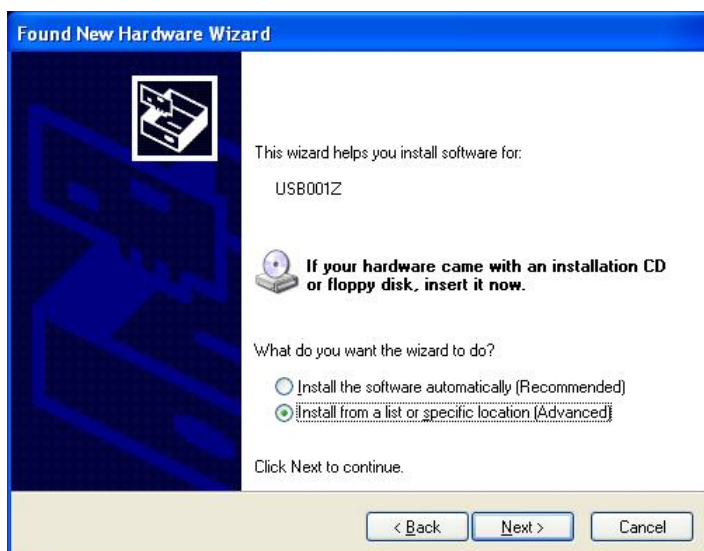 Found New Hardware Wizard
This wizard helps you install software for:
USB001Z
If your hardware came with an installation CD
or floppy disk, insert it now.
What do you want the wizard to do?
Install the software automatically (Recommended)
Install from a list or specific location (Advanced)
Click Next to continue.
< Back
Next >
Cancel